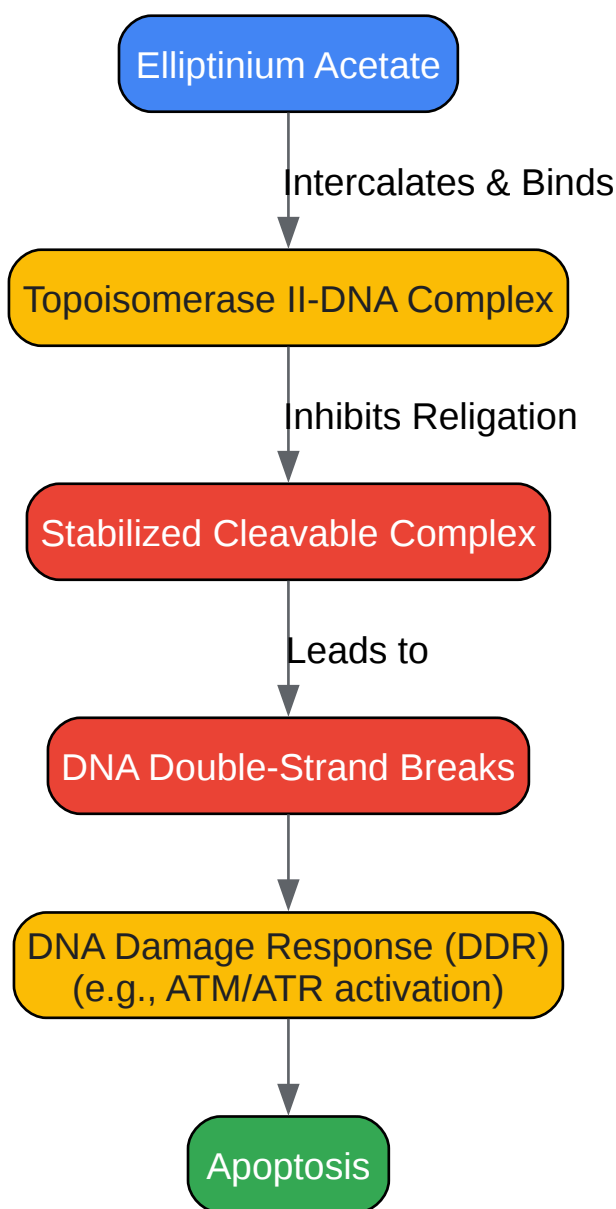 Elliptinium Acetate
Intercalates & Binds
Topoisomerase II-DNA Complex
Inhibits Religation
Stabilized Cleavable Complex
Leads to
DNA Double-Strand Breaks
DNA Damage Response (DDR)
(e.g., ATM/ATR activation)
Apoptosis